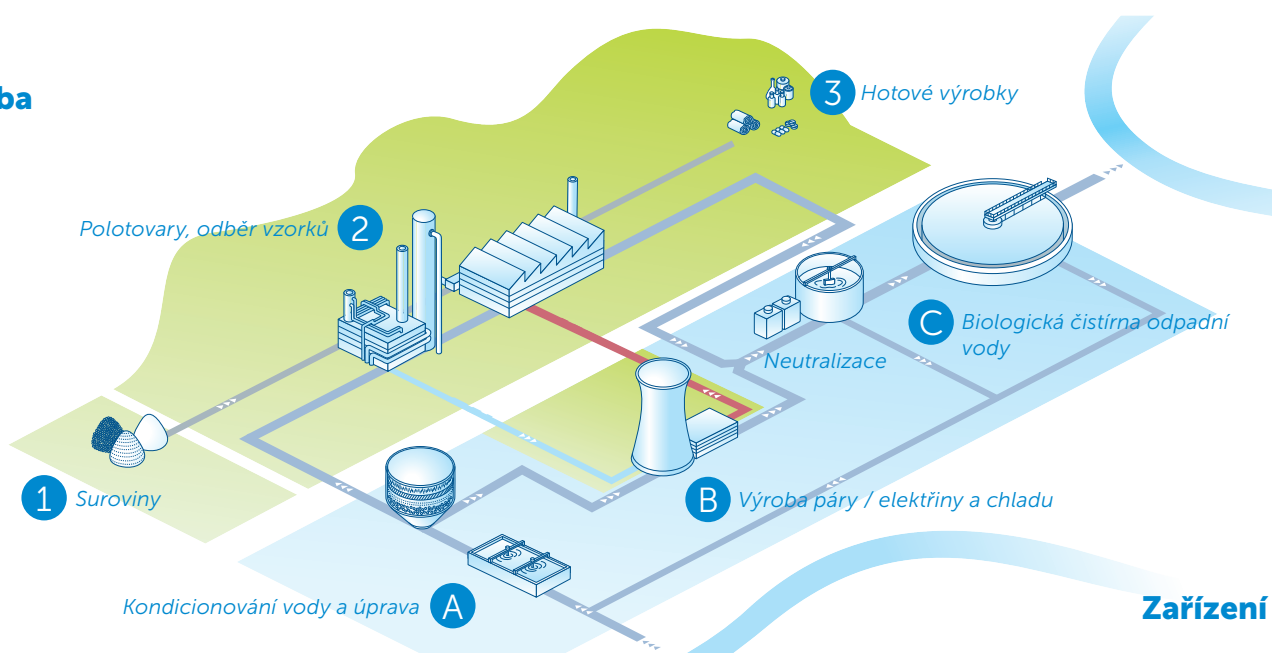 ba
3 Hotové výrobky
Polotovary, odběr vzorků 2
C Biologická čistírna odpadní
vody
Neutralizace
1 Suroviny
B Výroba páry / elektřiny a chladu
Kondicionování vody a úprava A
Zařízení